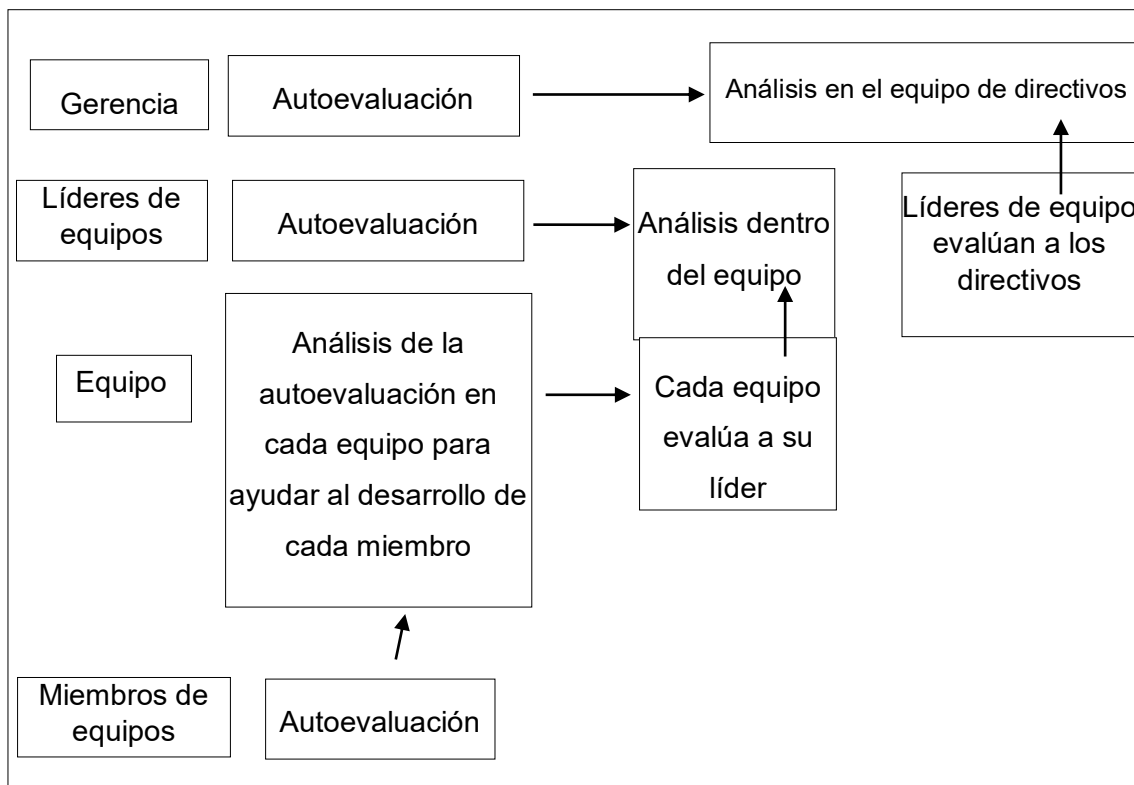 Gerencia
Autoevaluación
Análisis en el equipo de directivos
Líderes de
equipos
Autoevaluación
Análisis dentro
del equipo
Líderes de equipo
evalúan a los
directivos
Equipo
Análisis de la
autoevaluación en
cada equipo para
ayudar al desarrollo de
cada miembro
Cada equipo
evalúa a su
líder
Miembros de
equipos
Autoevaluación